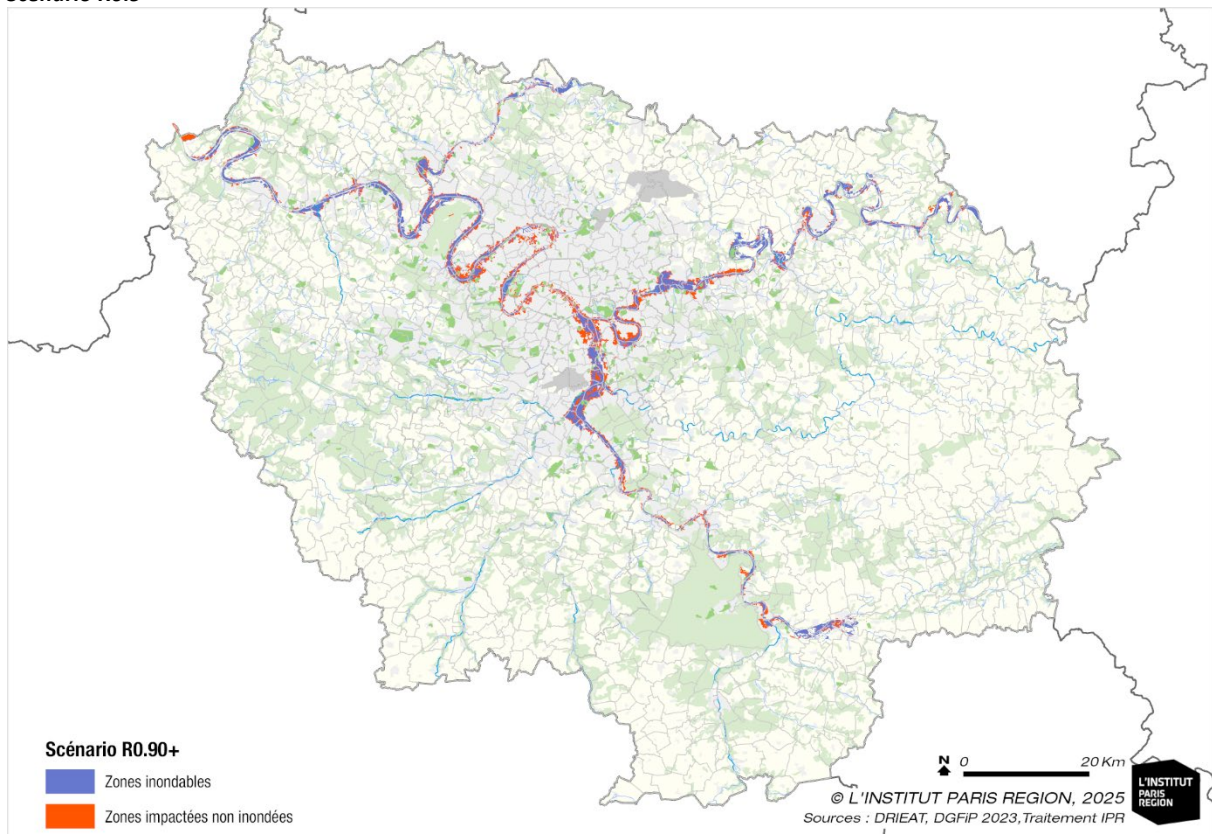 Scénario R0.90+
Zones inondables
Zones impactées non inondées
N 0 20 Km
© L'INSTITUT PARIS REGION, 2025
Sources : DRIEAT, DGFiP 2023,Traitement IPR
L'INSTITUT
PARIS
REGION